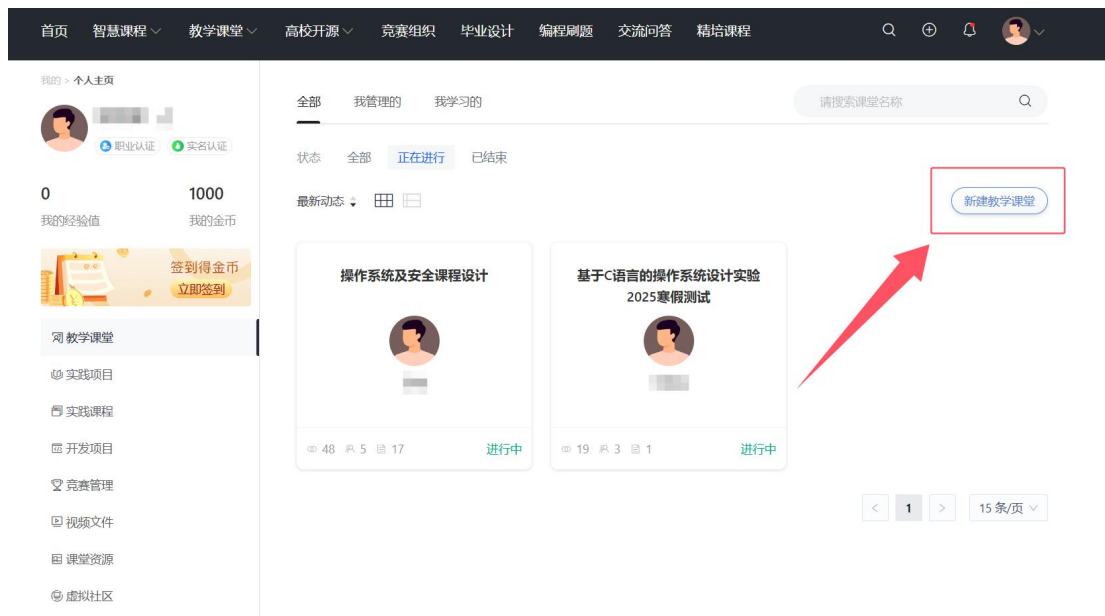 首页 智慧课程 教学课堂 高校开源 竞赛组织 毕业设计 编程刷题 交流问答 精培课程
我的 > 个人主页
职业认证 实名认证
0 1000
我的经验值 我的金币
签到得金币
立即签到
教学课堂
实践项目
实践课程
开发项目
竞赛管理
视频文件
课堂资源
虚拟社区
全部 我管理的 我学习的 请搜索课堂名称
状态 全部 正在进行 已结束
最新动态 新建教学课堂
操作系统及安全课程设计
48 5 17 进行中
基于C语言的操作系统设计实验
2025寒假测试
19 3 1 进行中
< 1 > 15 条/页